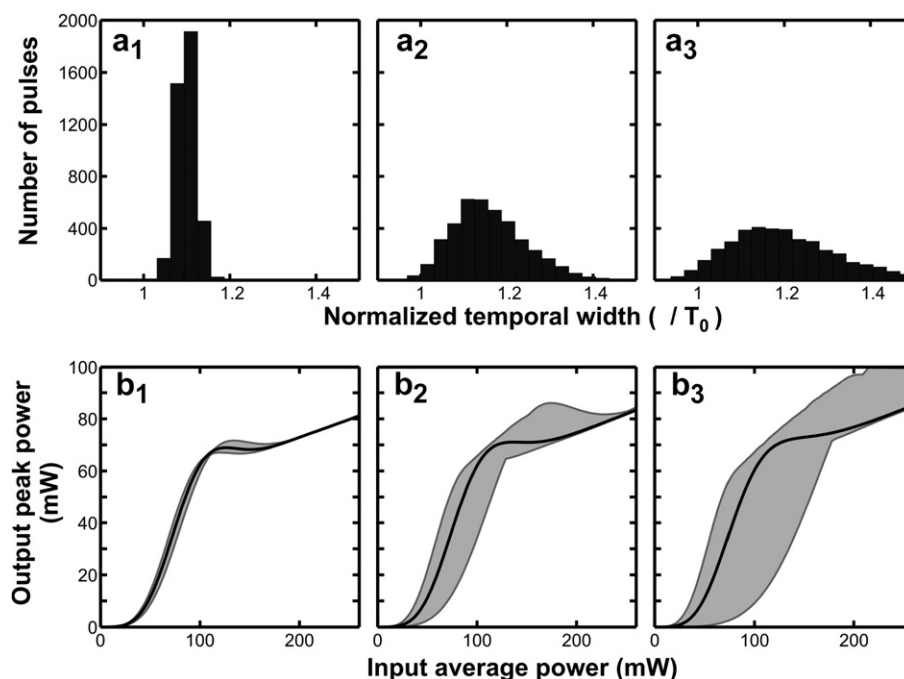 a1 a2 a3
Number of pulses
2000
1600
1200
800
400
0
1 1.2 1.4 1 1.2 1.4 1 1.2 1.4
Normalized temporal width ( / T0 )
b1 b2 b3
Output peak power
(mW)
100
80
60
40
20
0
0 100 200 0 100 200 0 100 200
Input average power (mW)